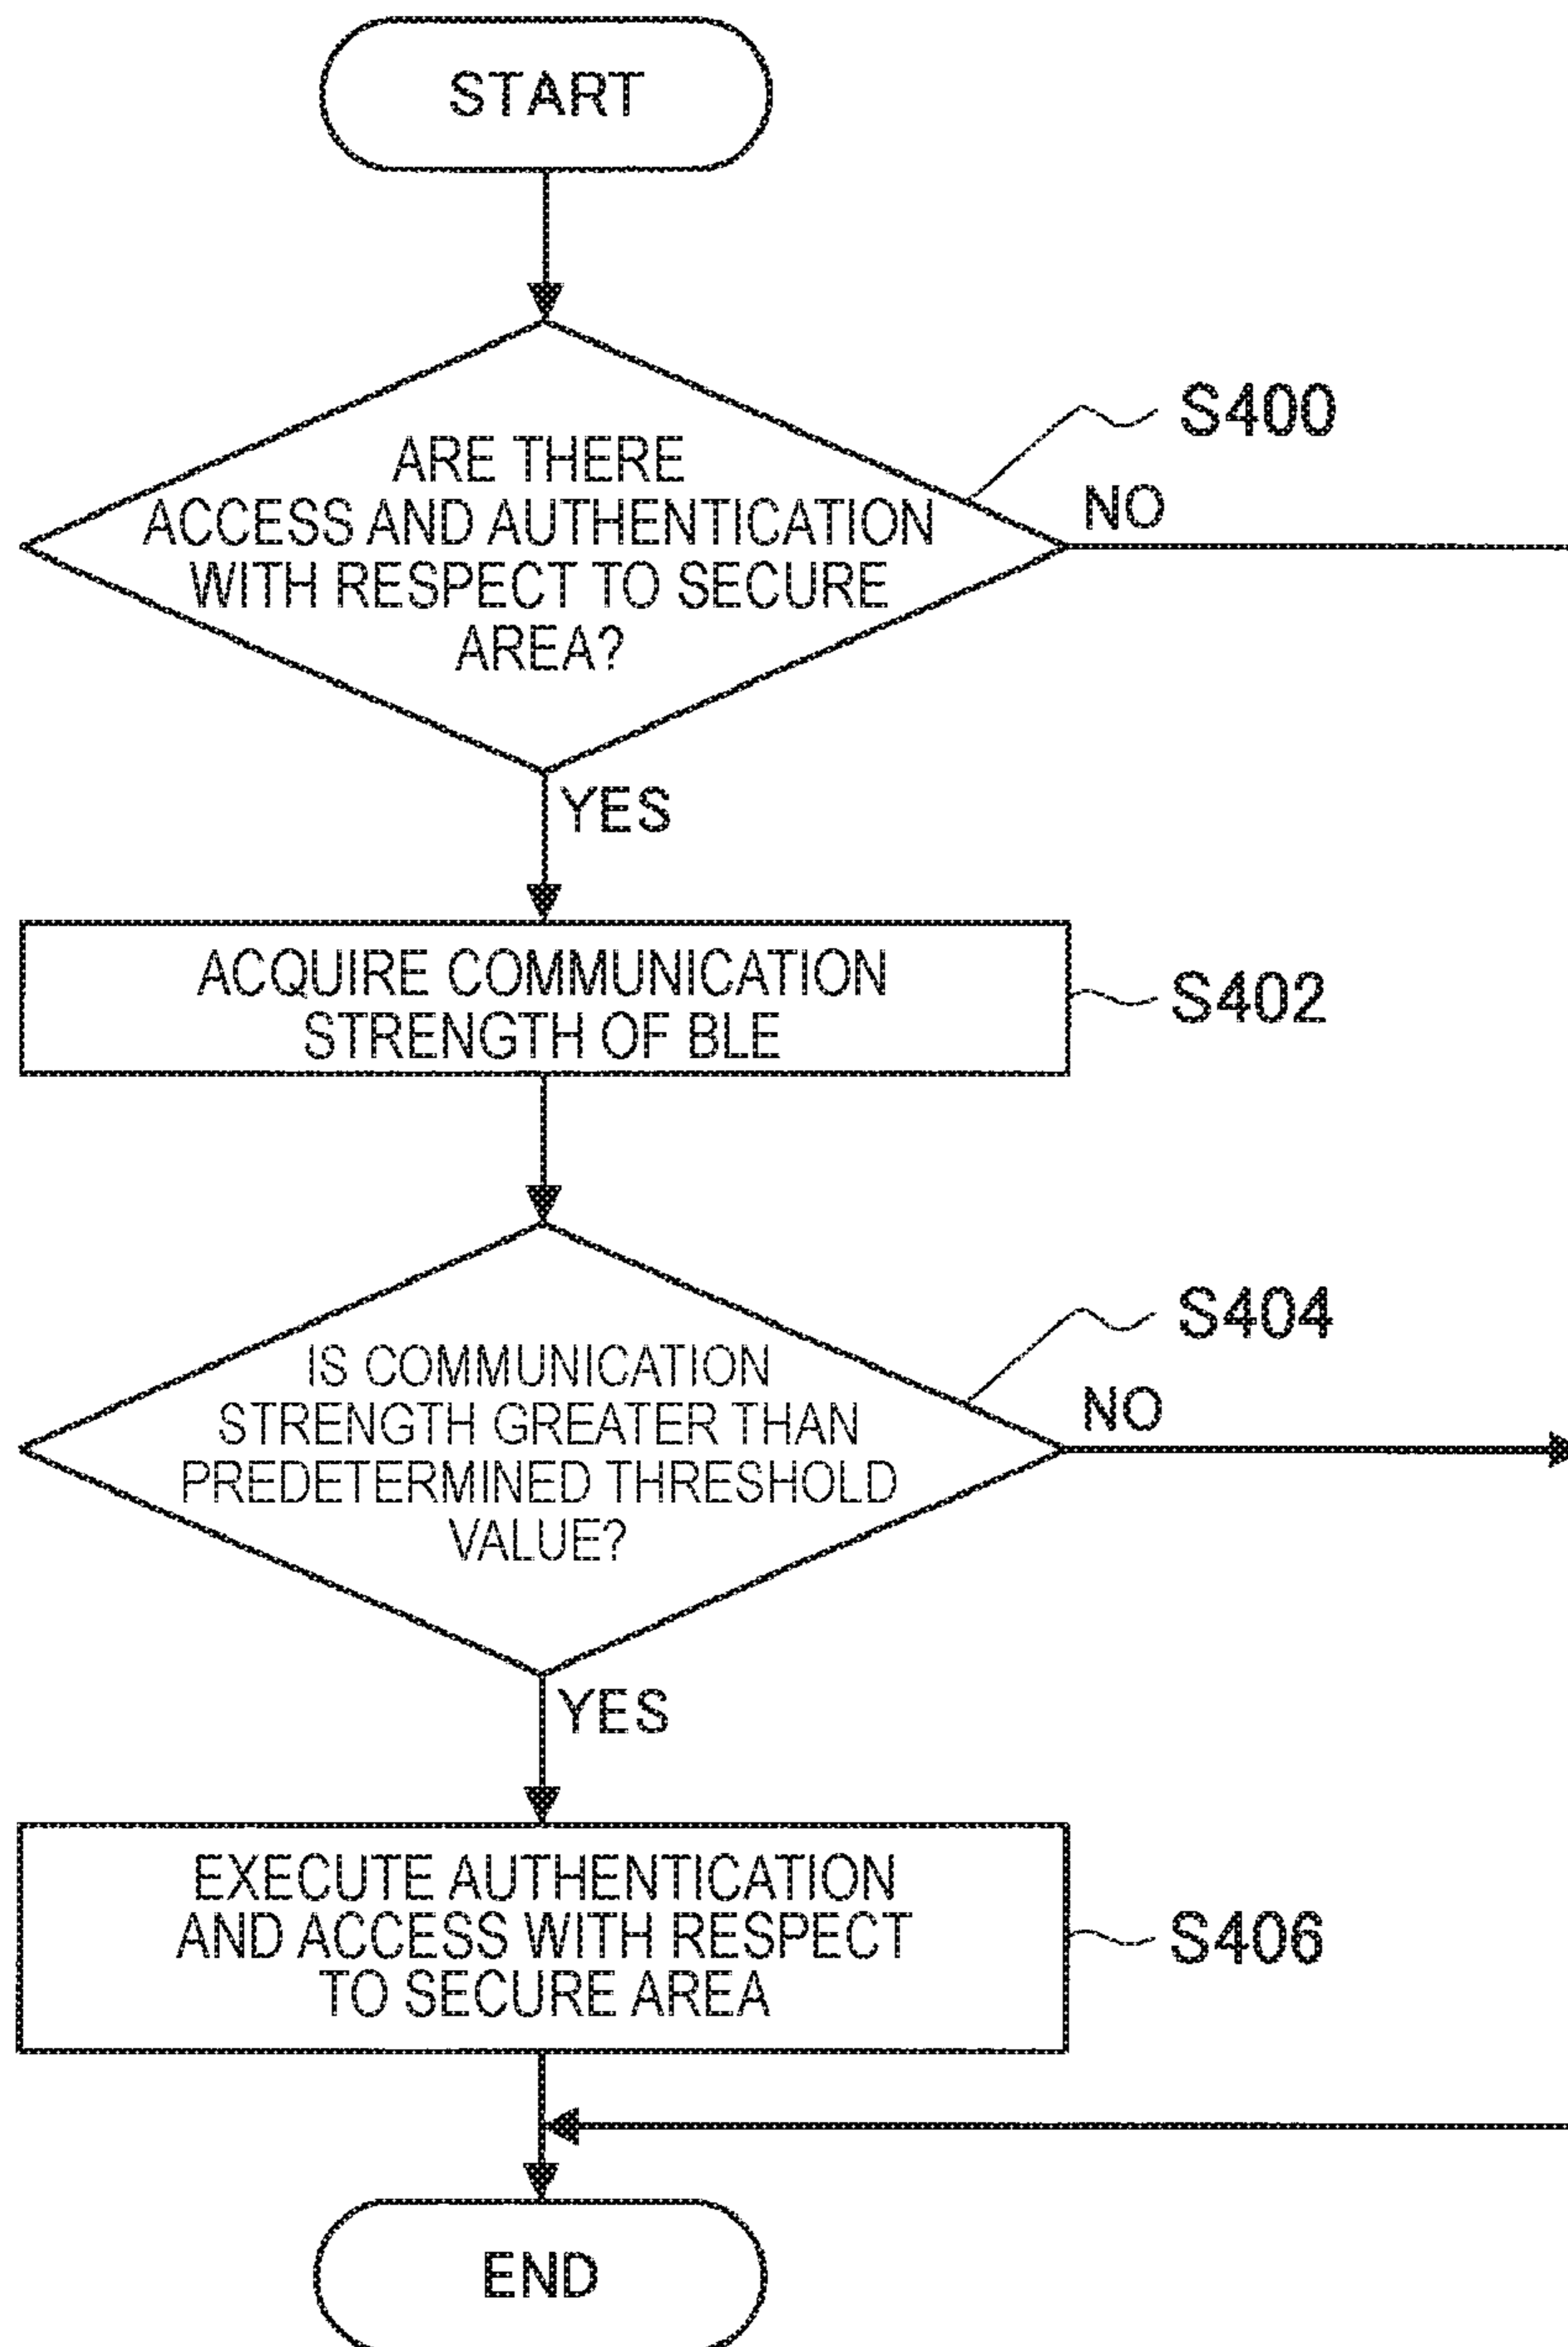 START
S400
ARE THERE
ACCESS AND AUTHENTICATION
WITH RESPECT TO SECURE
AREA?
NO
YES
ACQUIRE COMMUNICATION
STRENGTH OF BLE
S402
S404
IS COMMUNICATION
STRENGTH GREATER THAN
PREDETERMINED THRESHOLD
VALUE?
NO
YES
EXECUTE AUTHENTICATION
AND ACCESS WITH RESPECT
TO SECURE AREA
S406
END